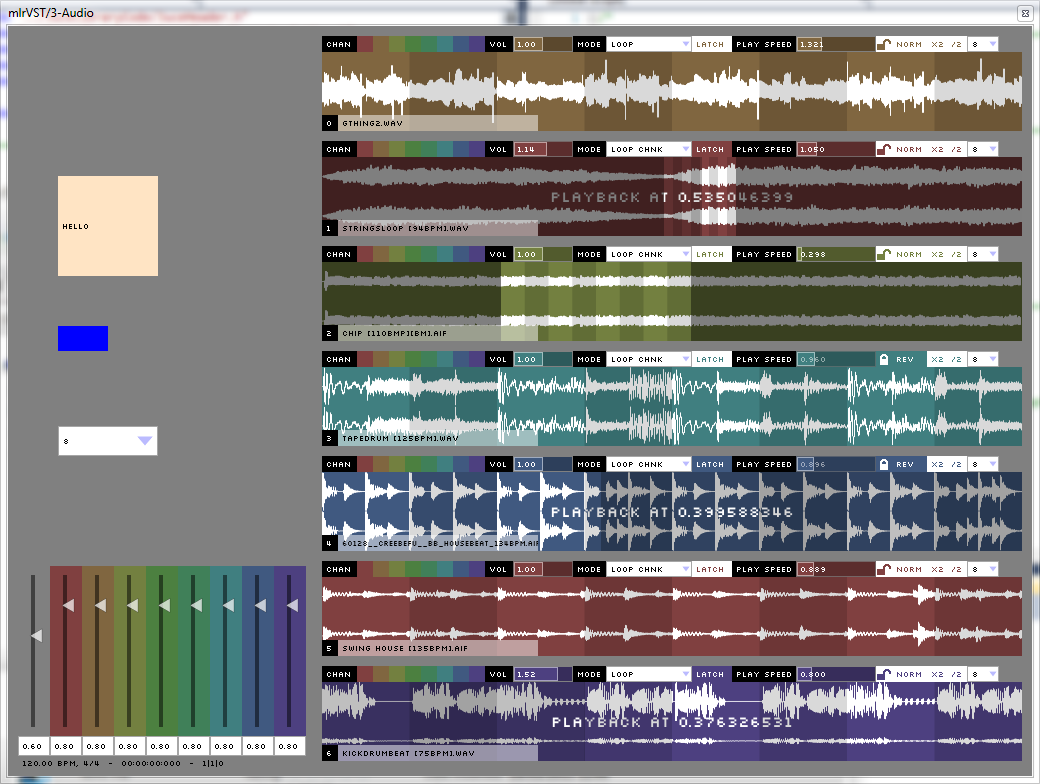 mlrVST/3-Audio
CHAN VOL 1.00 MODE LOOP LATCH PLAY SPEED 1.321 NORM X2 /2 8
0 GTHING2.WAV
CHAN VOL 1.14 MODE LOOP CHNK LATCH PLAY SPEED 1.050 NORM X2 /2 8
HELLO
PLAYBACK AT 0.535046399
1 STRINGSLOOP [94BPM].WAV
CHAN VOL 1.00 MODE LOOP CHNK LATCH PLAY SPEED 0.298 NORM X2 /2 8
2 CHIP [110BMP][BM].AIF
CHAN VOL 1.00 MODE LOOP CHNK LATCH PLAY SPEED 0.960 REV X2 /2 8
8
3 TAPEDRUM [125BPM].WAV
CHAN VOL 1.00 MODE LOOP CHNK LATCH PLAY SPEED 0.896 REV X2 /2 8
PLAYBACK AT 0.399588346
4 60128__CREEBEFU__BB_HOUSEBEAT_134BPM.AIF
CHAN VOL 1.00 MODE LOOP CHNK LATCH PLAY SPEED 0.889 NORM X2 /2 8
5 SWING HOUSE [135BPM].AIF
CHAN VOL 1.52 MODE LOOP LATCH PLAY SPEED 0.800 NORM X2 /2 8
PLAYBACK AT 0.376326531
6 KICKDRUMBEAT [75BPM].WAV
0.60 0.80 0.80 0.80 0.80 0.80 0.80 0.80 0.80
120.00 BPM, 4/4 - 00:00:00:000 - 1|1|0